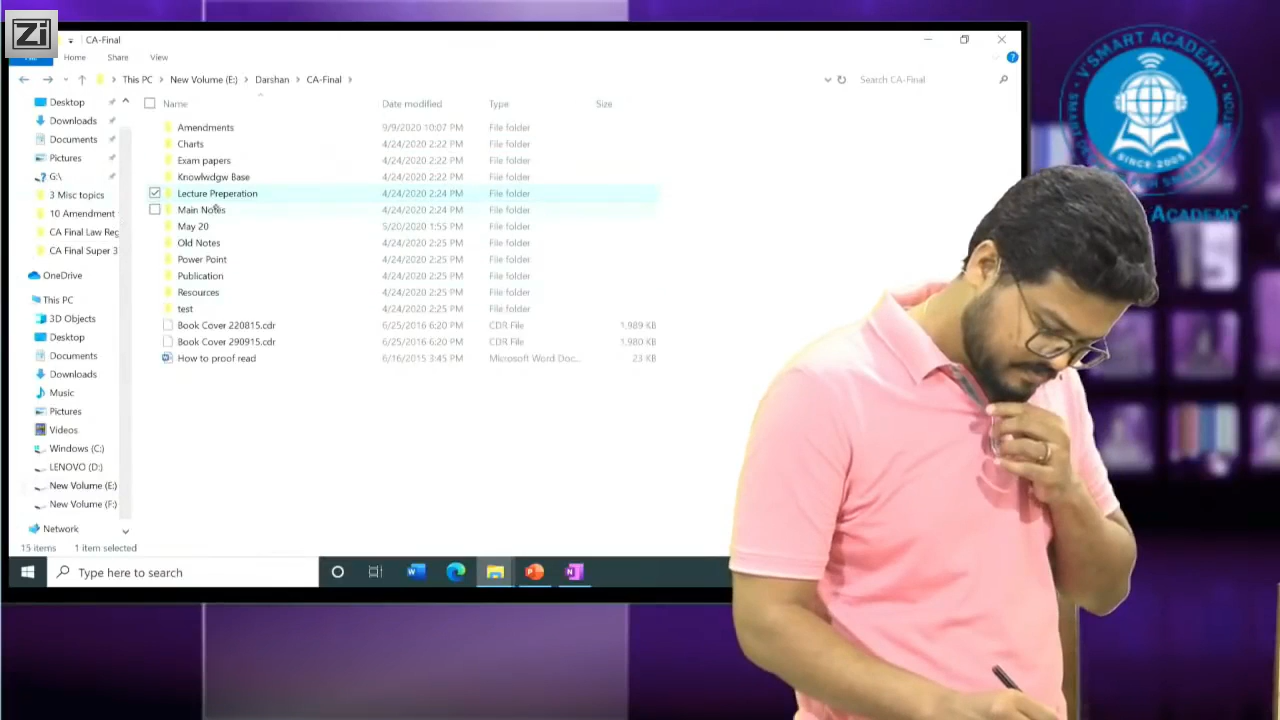 Zi
CA-Final
File Home Share View
This PC New Volume (E:) Darshan CA-Final
Search CA-Final
Name Date modified Type Size
Desktop
Downloads
Documents
Pictures
G:\
3 Misc topics
10 Amendment
CA Final Law Reg
CA Final Super 3
OneDrive
This PC
3D Objects
Desktop
Documents
Downloads
Music
Pictures
Videos
Windows (C:)
LENOVO (D:)
New Volume (E:)
New Volume (F:)
Network
Amendments 9/9/2020 10:07 PM File folder
Charts 4/24/2020 2:22 PM File folder
Exam papers 4/24/2020 2:22 PM File folder
Knowlwdgw Base 4/24/2020 2:22 PM File folder
Lecture Preperation 4/24/2020 2:24 PM File folder
Main Notes 4/24/2020 2:24 PM File folder
May 20 5/20/2020 1:55 PM File folder
Old Notes 4/24/2020 2:25 PM File folder
Power Point 4/24/2020 2:25 PM File folder
Publication 4/24/2020 2:25 PM File folder
Resources 4/24/2020 2:25 PM File folder
test 4/24/2020 2:25 PM File folder
Book Cover 220815.cdr 6/25/2016 6:20 PM CDR File 1,989 KB
Book Cover 290915.cdr 6/25/2016 6:20 PM CDR File 1,980 KB
How to proof read 6/16/2015 3:45 PM Microsoft Word Doc... 23 KB
15 items 1 item selected
Type here to search
V'SMART ACADEMY
SINCE-2005
ACADEMY